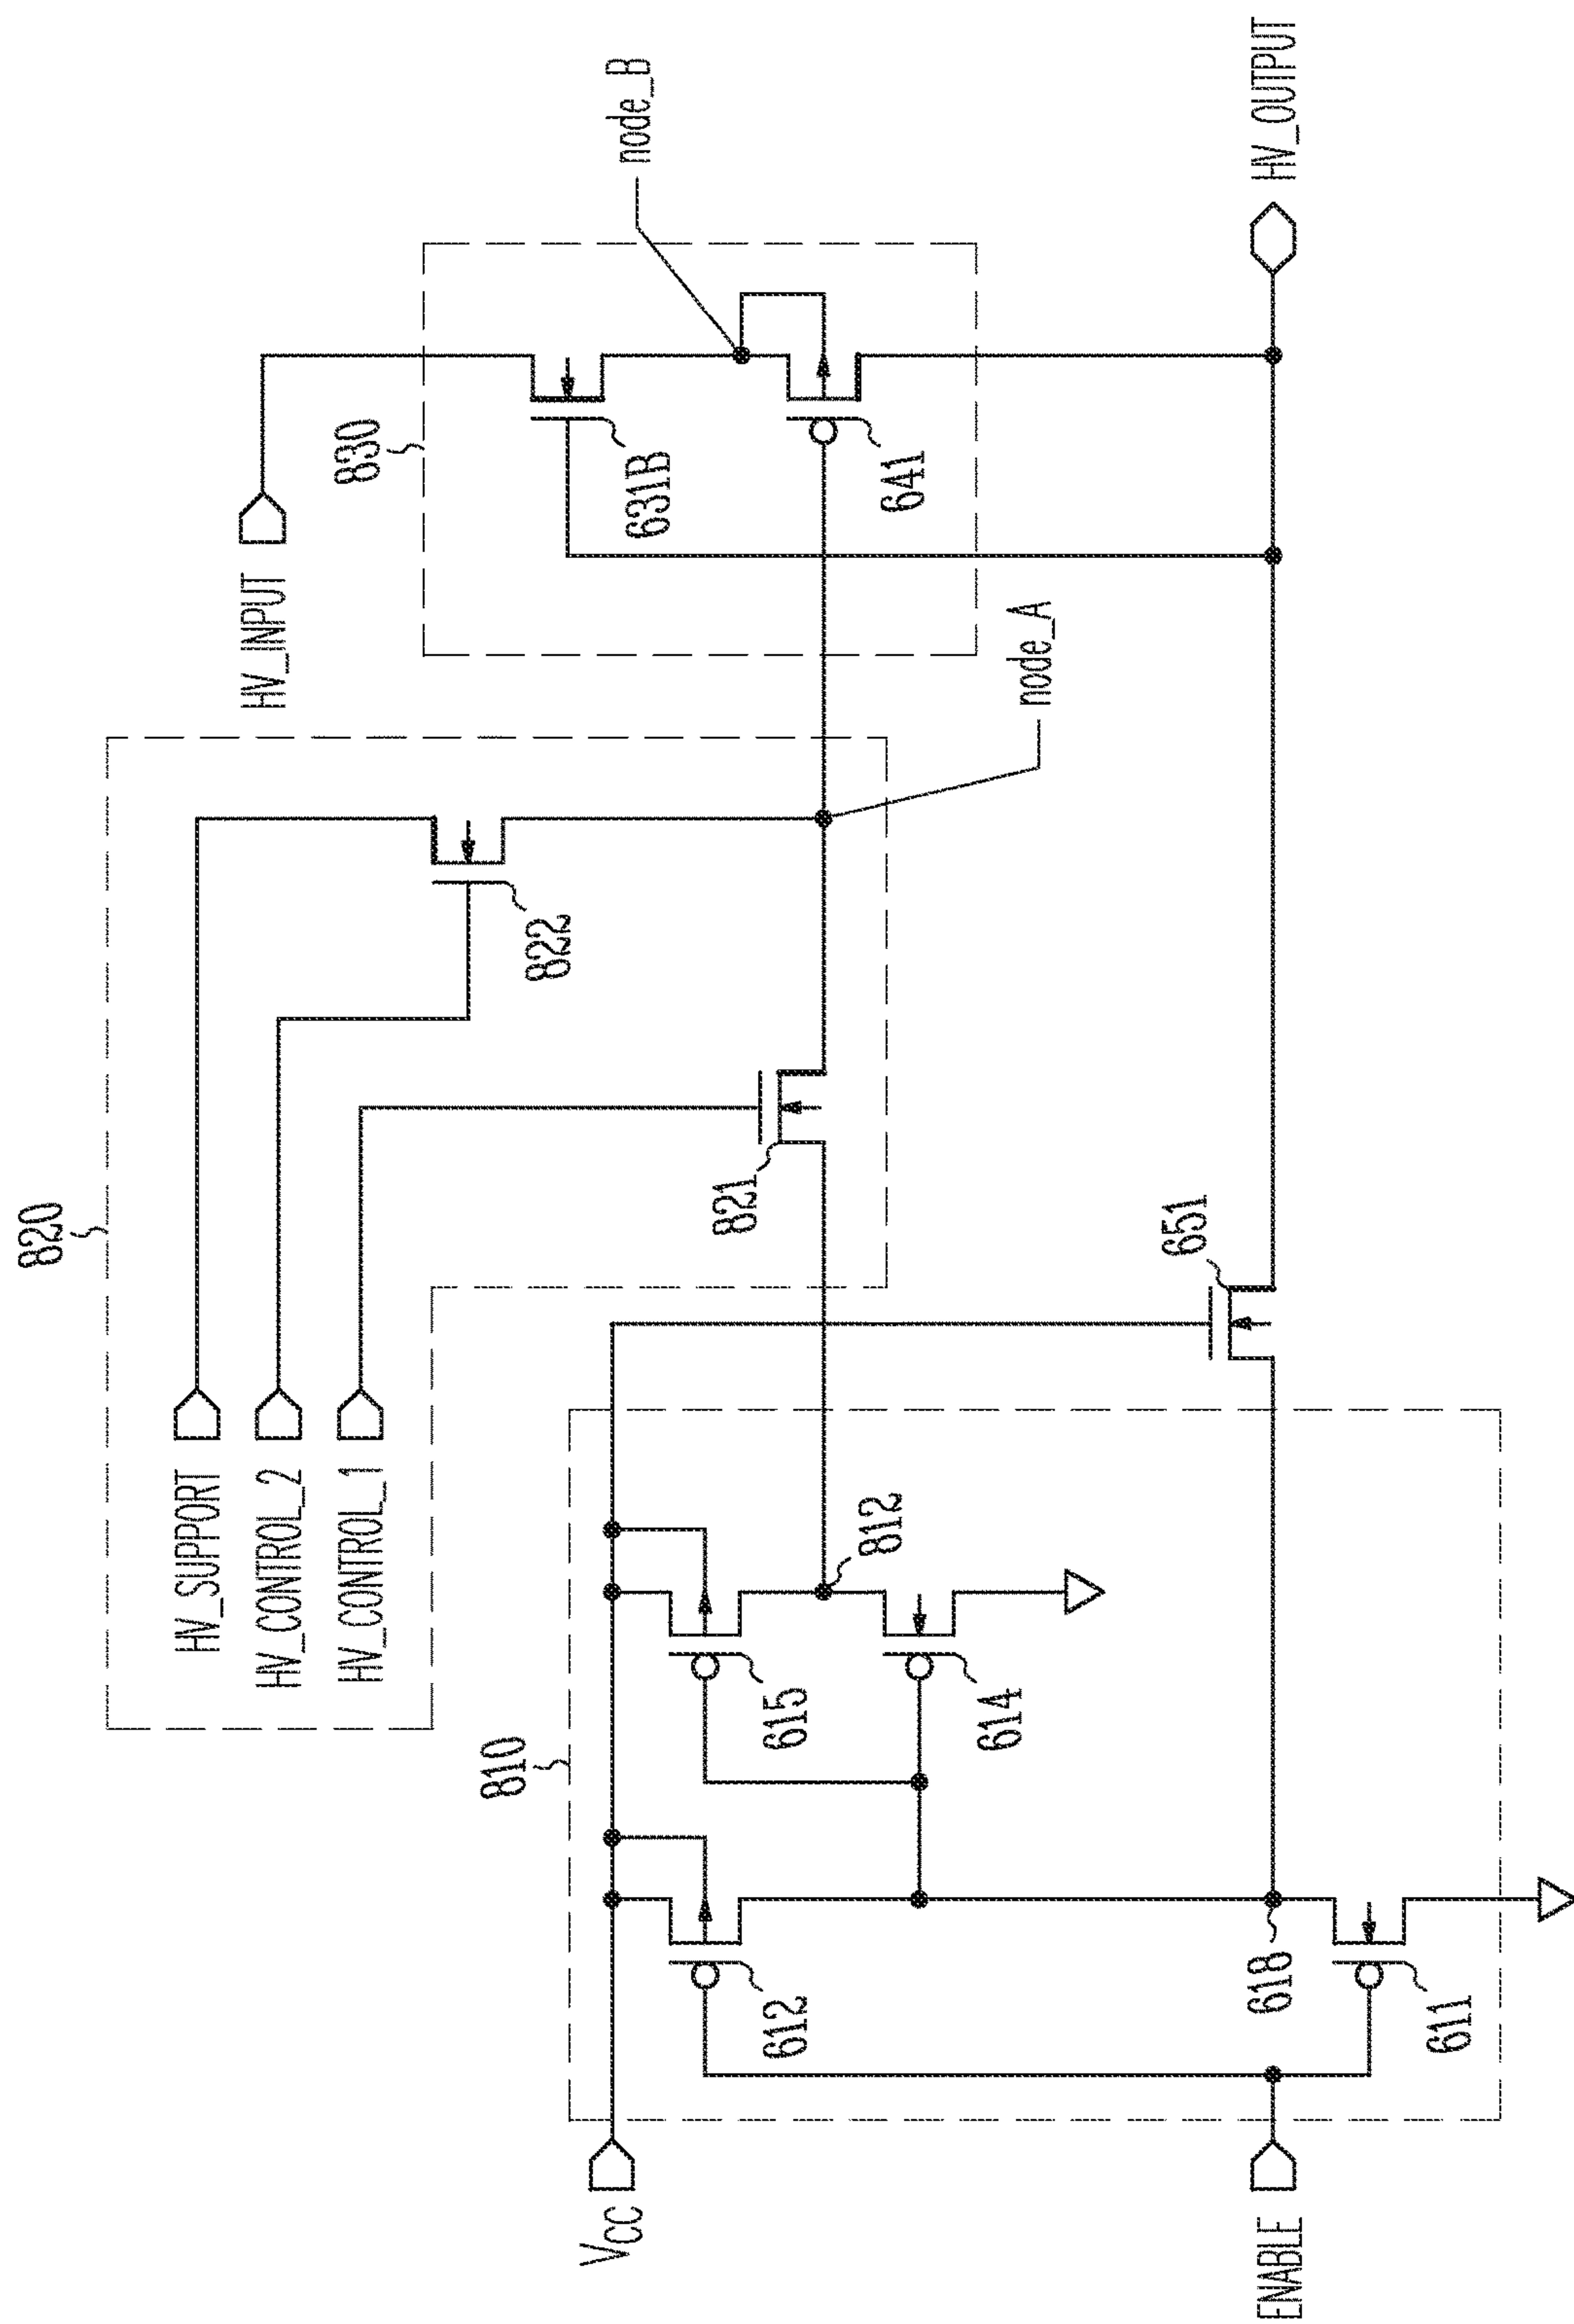 820
HV_SUPPORT
HV_CONTROL_2
HV_CONTROL_1
822
821
node_A
HV_INPUT
830
631B
641
node_B
810
VCC
612
615
614
812
618
611
ENABLE
651
HV_OUTPUT